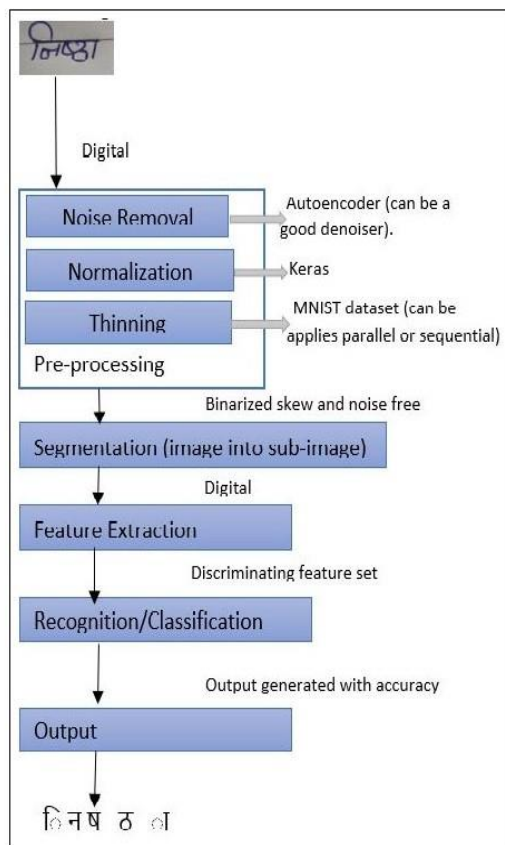 निष्ठा
Digital
Noise Removal
Autoencoder (can be a
good denoiser).
Normalization
Keras
Thinning
MNIST dataset (can be
applies parallel or sequential)
Pre-processing
Binarized skew and noise free
Segmentation (image into sub-image)
Digital
Feature Extraction
Discriminating feature set
Recognition/Classification
Output generated with accuracy
Output
ि न ष ठ ा